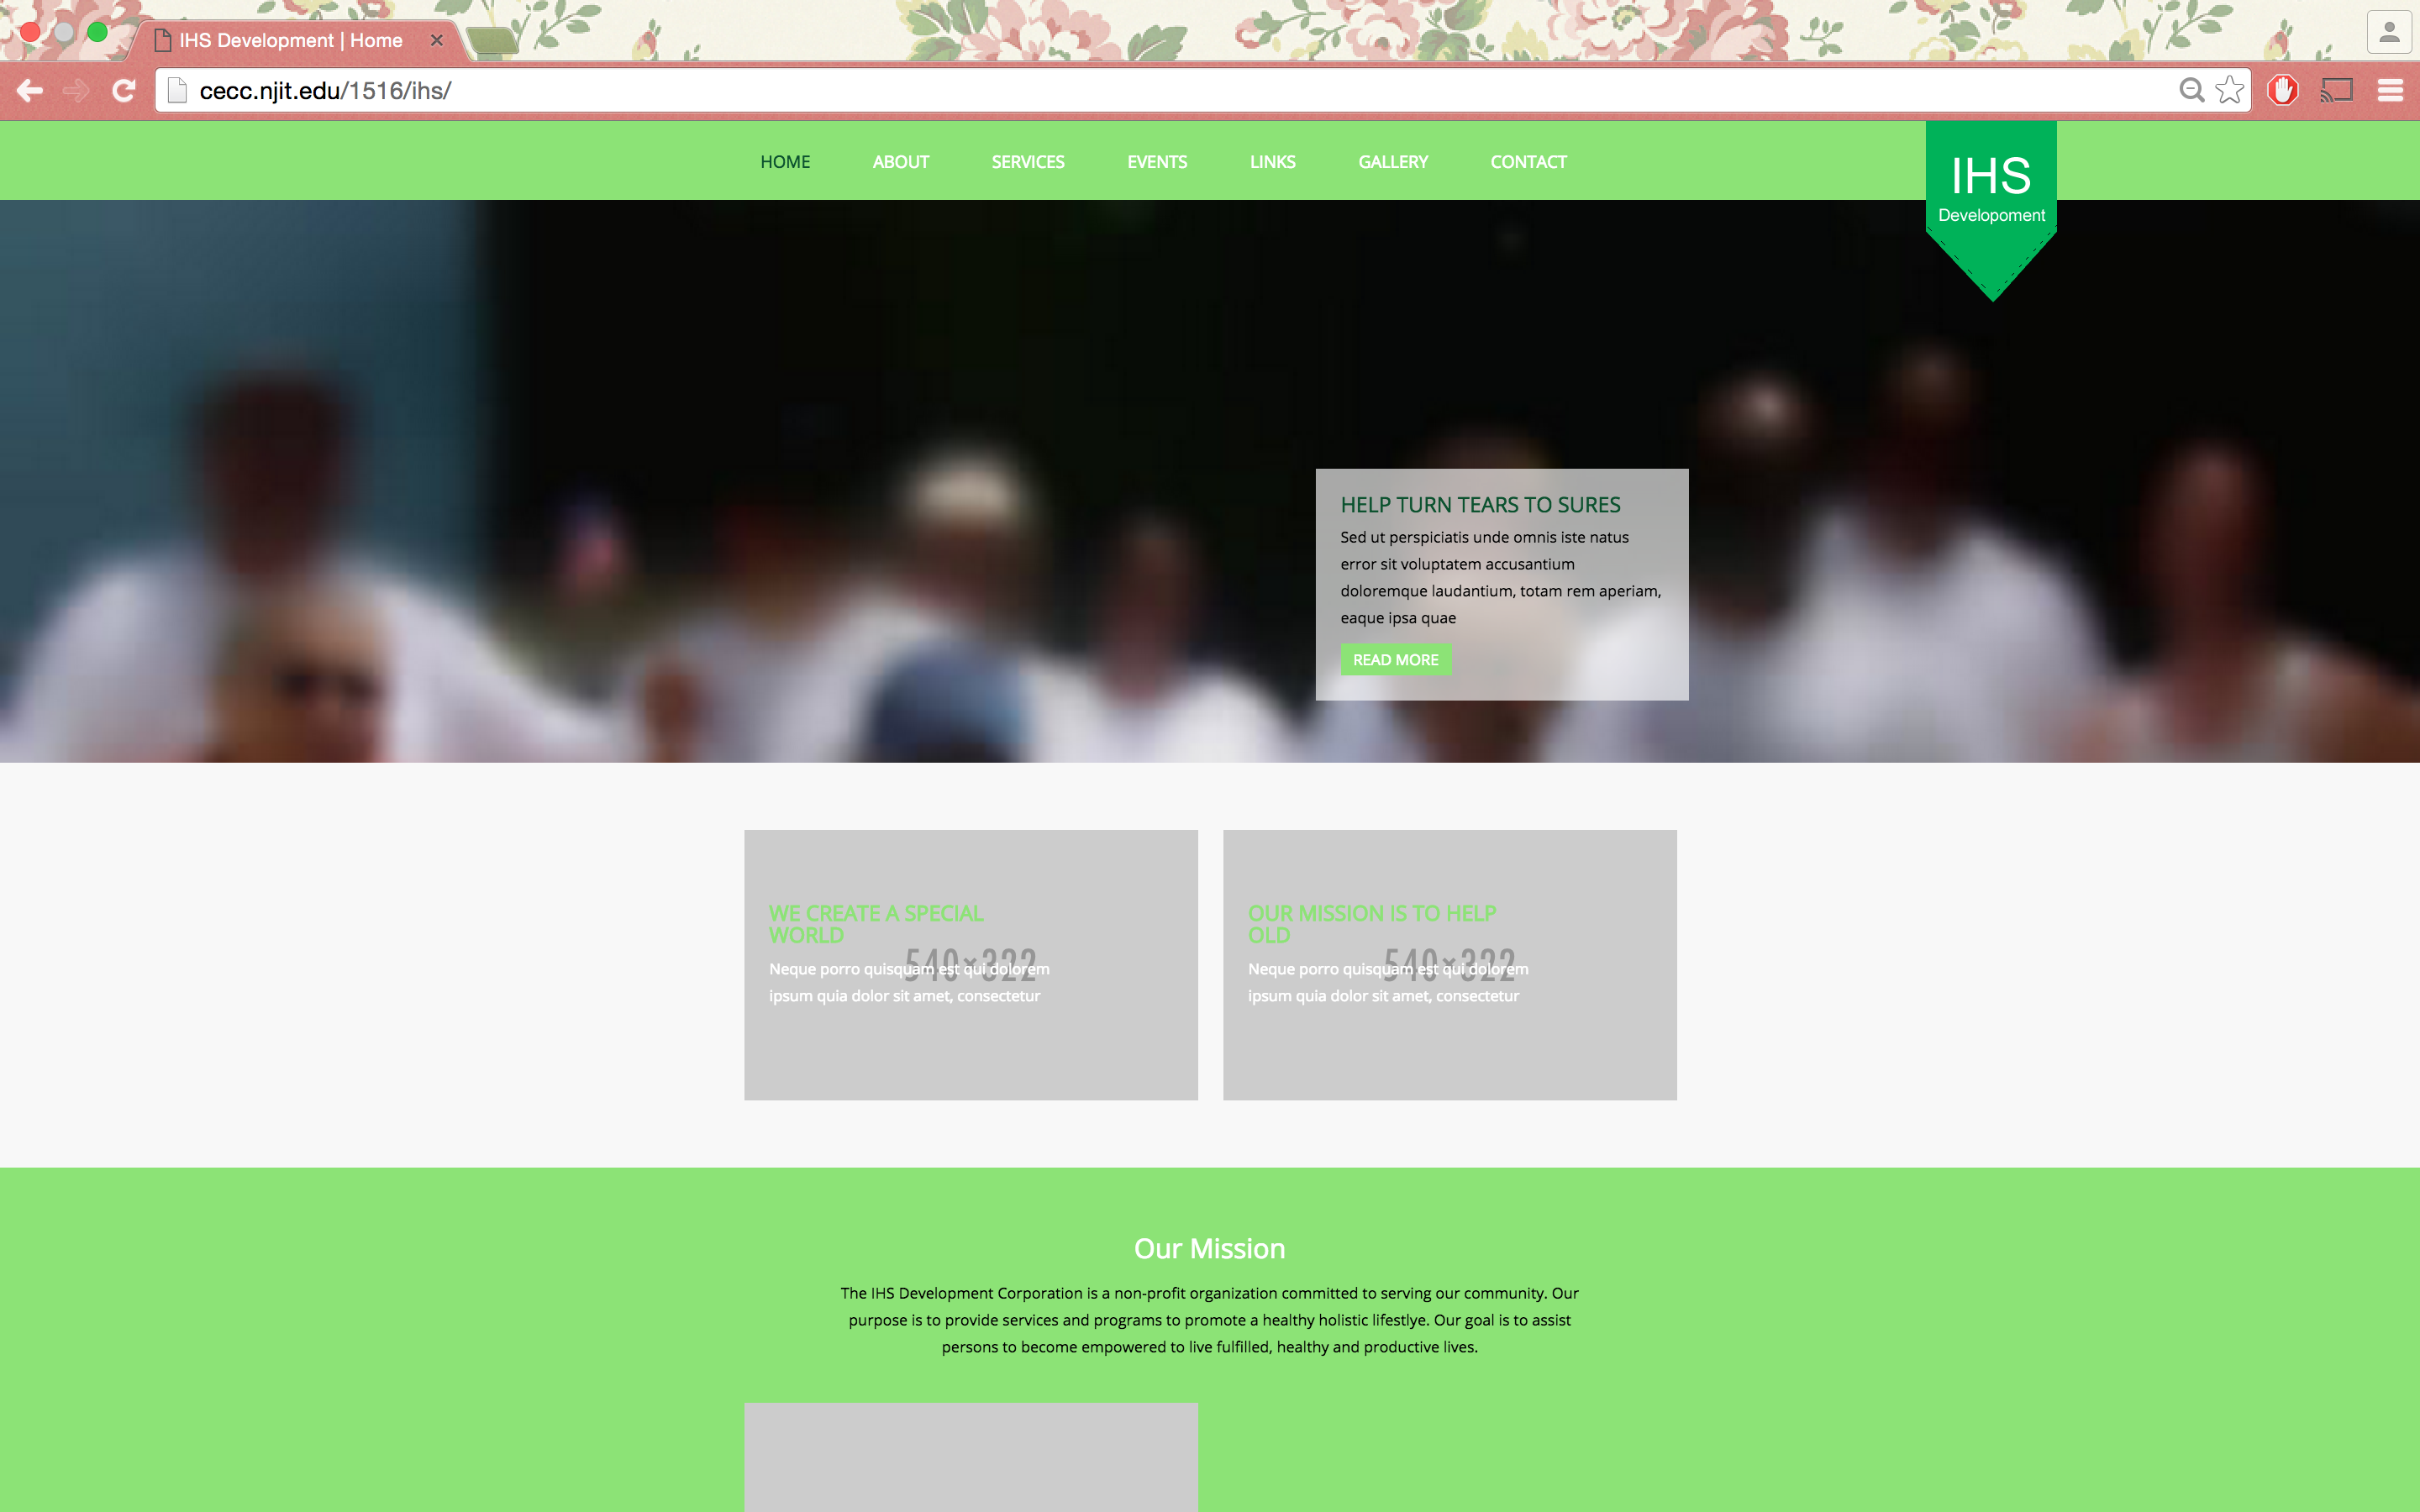 IHS Development | Home
cecc.njit.edu/1516/ihs/
HOME ABOUT SERVICES EVENTS LINKS GALLERY CONTACT
IHS
Developoment
HELP TURN TEARS TO SURES
Sed ut perspiciatis unde omnis iste natus
error sit voluptatem accusantium
doloremque laudantium, totam rem aperiam,
eaque ipsa quae
READ MORE
WE CREATE A SPECIAL
WORLD
540×322
Neque porro quisquam est qui dolorem
ipsum quia dolor sit amet, consectetur
OUR MISSION IS TO HELP
OLD
540×322
Neque porro quisquam est qui dolorem
ipsum quia dolor sit amet, consectetur
Our Mission
The IHS Development Corporation is a non-profit organization committed to serving our community. Our
purpose is to provide services and programs to promote a healthy holistic lifestlye. Our goal is to assist
persons to become empowered to live fulfilled, healthy and productive lives.